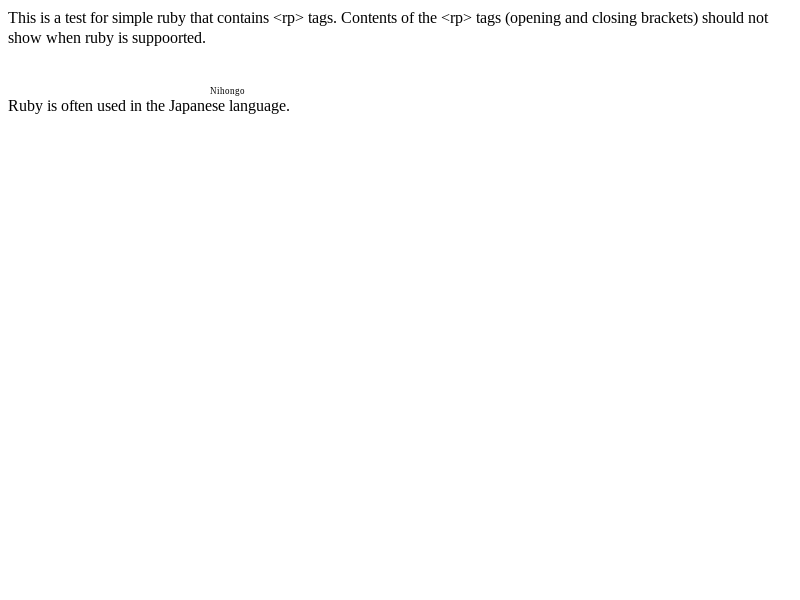 This is a test for simple ruby that contains <rp> tags. Contents of the <rp> tags (opening and closing brackets) should not
show when ruby is suppoorted.
Nihongo
Ruby is often used in the Japanese language.